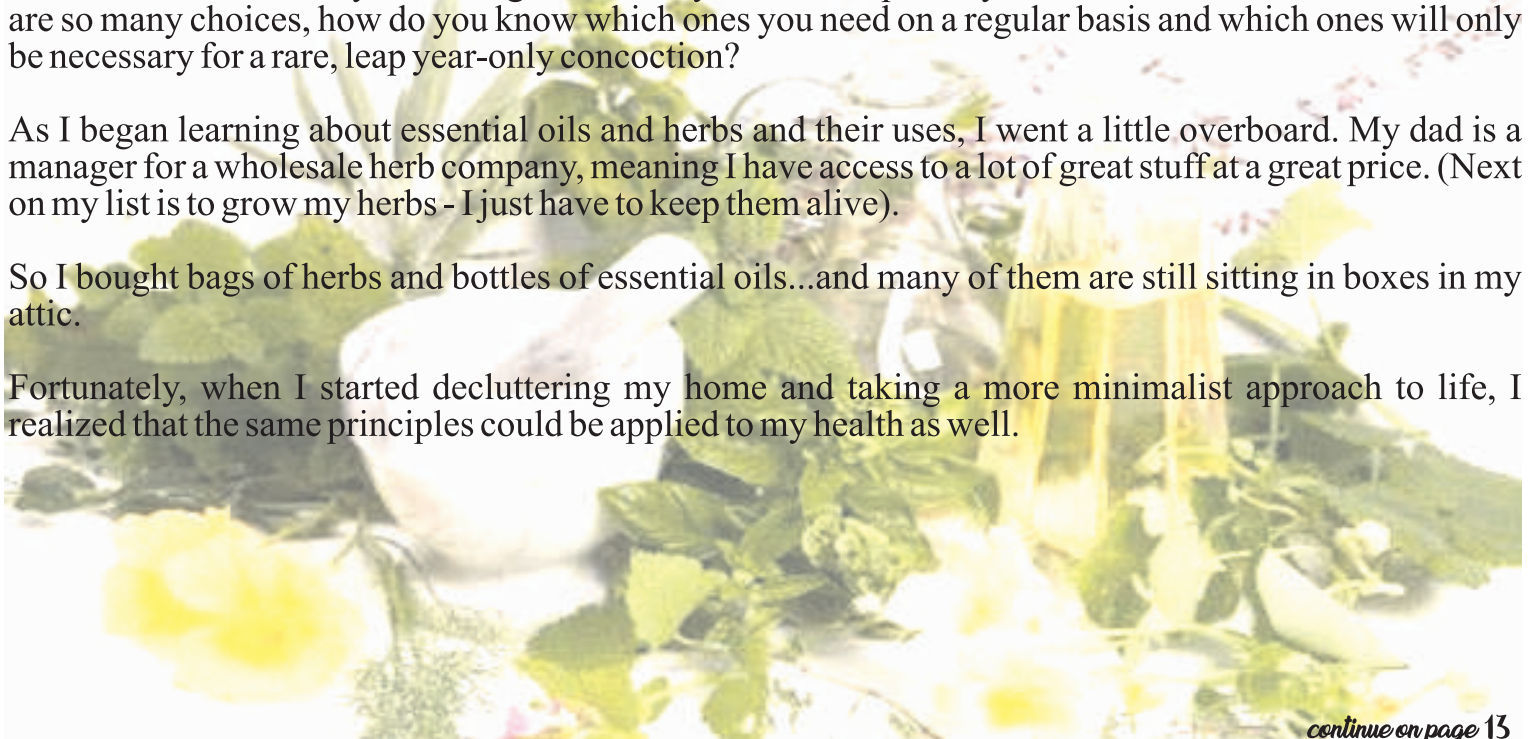 are so many choices, how do you know which ones you need on a regular basis and which ones will only
be necessary for a rare, leap year-only concoction?
As I began learning about essential oils and herbs and their uses, I went a little overboard. My dad is a
manager for a wholesale herb company, meaning I have access to a lot of great stuff at a great price. (Next
on my list is to grow my herbs - I just have to keep them alive).
So I bought bags of herbs and bottles of essential oils...and many of them are still sitting in boxes in my
attic.
Fortunately, when I started decluttering my home and taking a more minimalist approach to life, I
realized that the same principles could be applied to my health as well.
continue on page 13